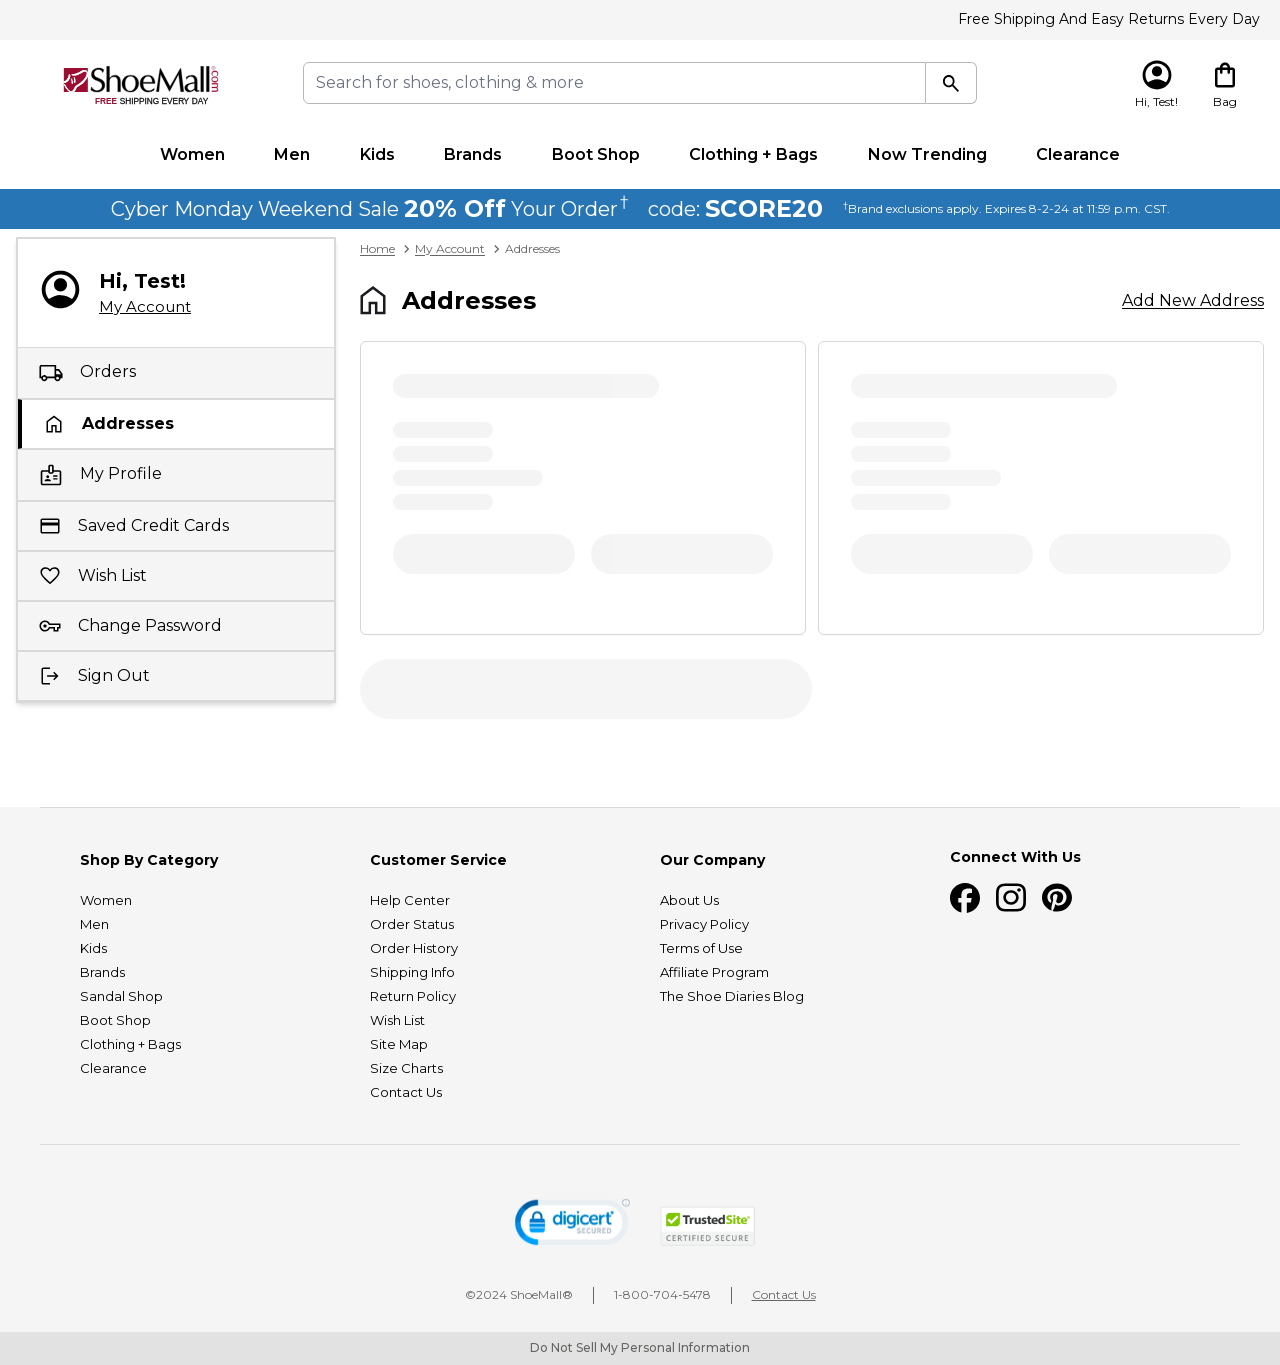 Free Shipping And Easy Returns Every Day
ShoeMall®.com
FREE SHIPPING EVERY DAY
Search for shoes, clothing & more
Hi, Test!
Bag
Women Men Kids Brands Boot Shop Clothing + Bags Now Trending Clearance
Cyber Monday Weekend Sale 20% Off Your Order† code: SCORE20 †Brand exclusions apply. Expires 8-2-24 at 11:59 p.m. CST.
Home > My Account > Addresses
Hi, Test!
My Account
Orders
Addresses
My Profile
Saved Credit Cards
Wish List
Change Password
Sign Out
Addresses
Add New Address
Shop By Category
Women
Men
Kids
Brands
Sandal Shop
Boot Shop
Clothing + Bags
Clearance
Customer Service
Help Center
Order Status
Order History
Shipping Info
Return Policy
Wish List
Site Map
Size Charts
Contact Us
Our Company
About Us
Privacy Policy
Terms of Use
Affiliate Program
The Shoe Diaries Blog
Connect With Us
digicert
SECURED
TrustedSite
CERTIFIED SECURE
©2024 ShoeMall® | 1-800-704-5478 | Contact Us
Do Not Sell My Personal Information